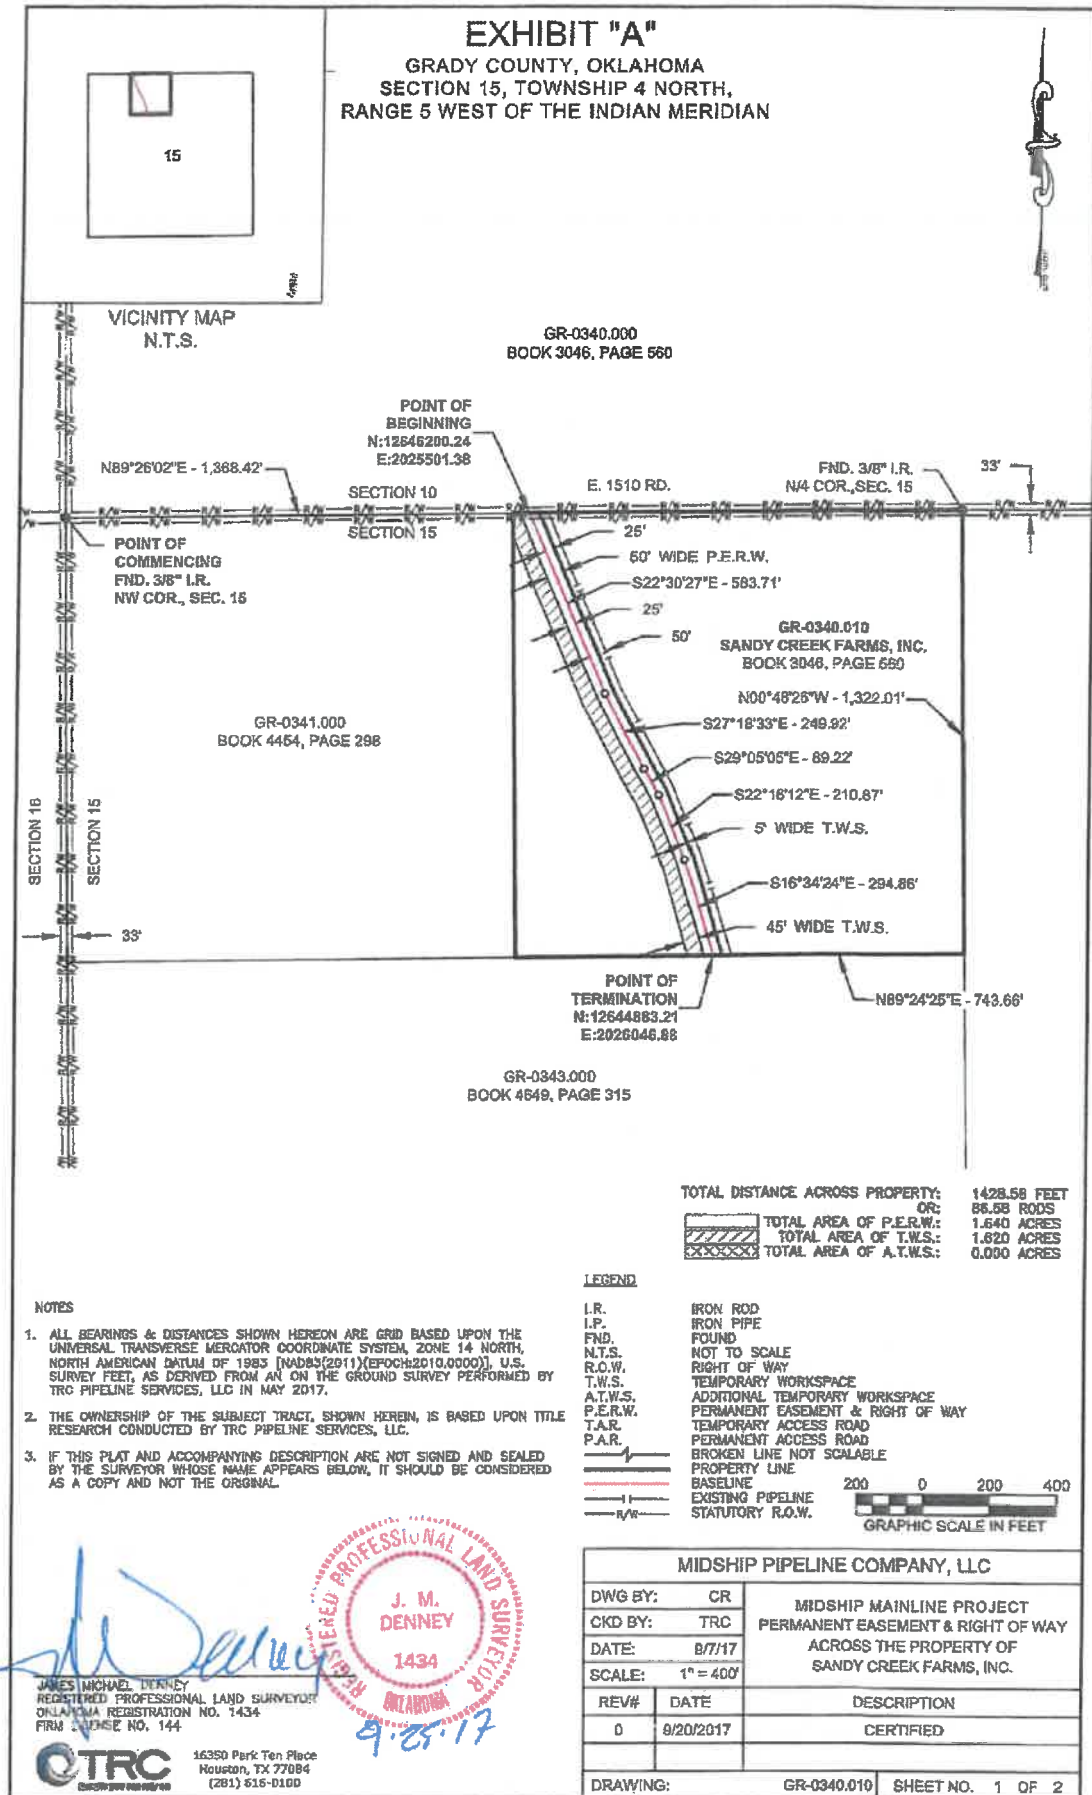 EXHIBIT "A"
GRADY COUNTY, OKLAHOMA
SECTION 15, TOWNSHIP 4 NORTH,
RANGE 5 WEST OF THE INDIAN MERIDIAN
15
VICINITY MAP
N.T.S.
GR-0340.000
BOOK 3046, PAGE 560
POINT OF
BEGINNING
N:12646200.24
E:2025501.38
N89°26'02"E - 1,368.42'
SECTION 10
SECTION 15
E. 1510 RD.
FND. 3/8" I.R.
N/4 COR.,SEC. 15
33'
POINT OF
COMMENCING
FND. 3/8" I.R.
NW COR., SEC. 15
25'
50' WIDE P.E.R.W.
S22°30'27"E - 583.71'
25'
50'
GR-0340.010
SANDY CREEK FARMS, INC.
BOOK 3046, PAGE 560
N00°48'26"W - 1,322.01'
GR-0341.000
BOOK 4454, PAGE 298
S27°18'33"E - 249.92'
S29°05'05"E - 89.22'
S22°16'12"E - 210.87'
5' WIDE T.W.S.
SECTION 16
SECTION 15
S16°34'24"E - 294.86'
33'
45' WIDE T.W.S.
POINT OF
TERMINATION
N:12644883.21
E:2026046.88
N89°24'25"E - 743.66'
GR-0343.000
BOOK 4649, PAGE 315
TOTAL DISTANCE ACROSS PROPERTY: 1428.58 FEET
OR: 86.58 RODS
TOTAL AREA OF P.E.R.W.: 1.640 ACRES
TOTAL AREA OF T.W.S.: 1.620 ACRES
TOTAL AREA OF A.T.W.S.: 0.000 ACRES
LEGEND
I.R. IRON ROD
I.P. IRON PIPE
FND. FOUND
N.T.S. NOT TO SCALE
R.O.W. RIGHT OF WAY
T.W.S. TEMPORARY WORKSPACE
A.T.W.S. ADDITIONAL TEMPORARY WORKSPACE
P.E.R.W. PERMANENT EASEMENT & RIGHT OF WAY
T.A.R. TEMPORARY ACCESS ROAD
P.A.R. PERMANENT ACCESS ROAD
BROKEN LINE NOT SCALABLE
PROPERTY LINE
BASELINE
EXISTING PIPELINE
R/W STATUTORY R.O.W.
200 0 200 400
GRAPHIC SCALE IN FEET
NOTES
1. ALL BEARINGS & DISTANCES SHOWN HEREON ARE GRID BASED UPON THE
UNIVERSAL TRANSVERSE MERCATOR COORDINATE SYSTEM, ZONE 14 NORTH,
NORTH AMERICAN DATUM OF 1983 [NAD83(2011)(EPOCH:2010.0000)], U.S.
SURVEY FEET, AS DERIVED FROM AN ON THE GROUND SURVEY PERFORMED BY
TRC PIPELINE SERVICES, LLC IN MAY 2017.
2. THE OWNERSHIP OF THE SUBJECT TRACT, SHOWN HEREIN, IS BASED UPON TITLE
RESEARCH CONDUCTED BY TRC PIPELINE SERVICES, LLC.
3. IF THIS PLAT AND ACCOMPANYING DESCRIPTION ARE NOT SIGNED AND SEALED
BY THE SURVEYOR WHOSE NAME APPEARS BELOW, IT SHOULD BE CONSIDERED
AS A COPY AND NOT THE ORIGINAL.
REGISTERED PROFESSIONAL LAND SURVEYOR
J. M.
DENNEY
1434
OKLAHOMA
9.25.17
JAMES MICHAEL DENNEY
REGISTERED PROFESSIONAL LAND SURVEYOR
OKLAHOMA REGISTRATION NO. 1434
FIRM LICENSE NO. 144
TRC
16350 Park Ten Place
Houston, TX 77084
(281) 616-0100
MIDSHIP PIPELINE COMPANY, LLC
DWG BY: CR
CKD BY: TRC
DATE: 8/7/17
SCALE: 1" = 400'
MIDSHIP MAINLINE PROJECT
PERMANENT EASEMENT & RIGHT OF WAY
ACROSS THE PROPERTY OF
SANDY CREEK FARMS, INC.
REV# DATE DESCRIPTION
0 9/20/2017 CERTIFIED
DRAWING: GR-0340.010 SHEET NO. 1 OF 2